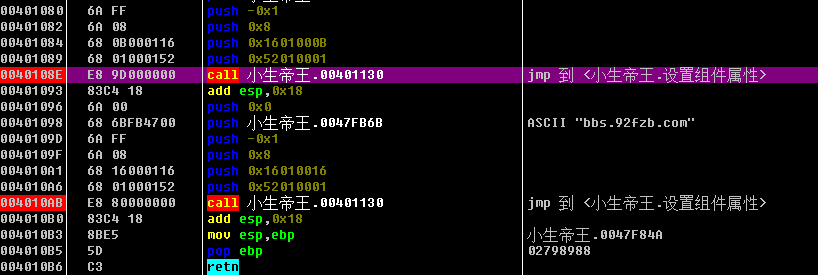 00401080 6A FF push -0x1
00401082 6A 08 push 0x8
00401084 68 0B000116 push 0x1601000B
00401089 68 01000152 push 0x52010001
0040108E E8 9D000000 call 小生帝王.00401130 jmp 到 <小生帝王.设置组件属性>
00401093 83C4 18 add esp,0x18
00401096 6A 00 push 0x0
00401098 68 6BFB4700 push 小生帝王.0047FB6B ASCII "bbs.92fzb.com"
0040109D 6A FF push -0x1
0040109F 6A 08 push 0x8
004010A1 68 16000116 push 0x16010016
004010A6 68 01000152 push 0x52010001
004010AB E8 80000000 call 小生帝王.00401130 jmp 到 <小生帝王.设置组件属性>
004010B0 83C4 18 add esp,0x18
004010B3 8BE5 mov esp,ebp 小生帝王.0047F84A
004010B5 5D pop ebp 02798988
004010B6 C3 retn